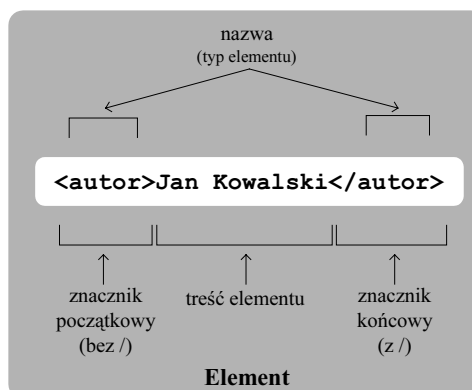 nazwa
(typ elementu)
<autor>Jan Kowalski</autor>
znacznik
początkowy
(bez /)
treść elementu
znacznik
końcowy
(z /)
Element